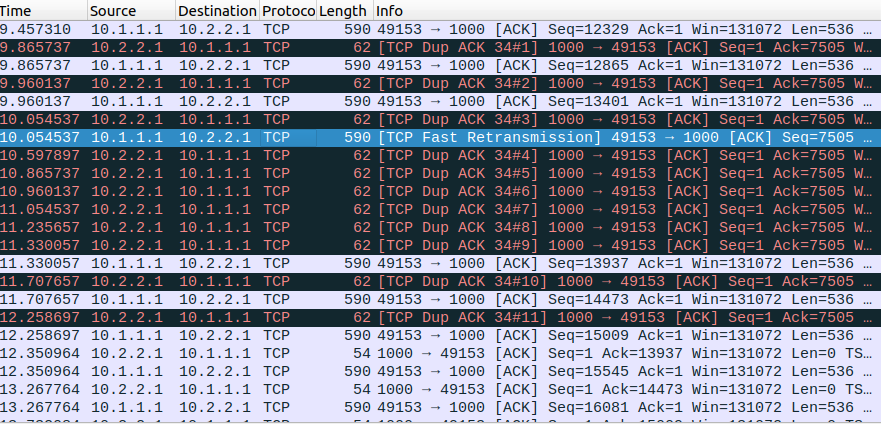 Time Source Destination Protoco Length Info
9.457310 10.1.1.1 10.2.2.1 TCP 590 49153 → 1000 [ACK] Seq=12329 Ack=1 Win=131072 Len=536 …
9.865737 10.2.2.1 10.1.1.1 TCP 62 [TCP Dup ACK 34#1] 1000 → 49153 [ACK] Seq=1 Ack=7505 W…
9.865737 10.1.1.1 10.2.2.1 TCP 590 49153 → 1000 [ACK] Seq=12865 Ack=1 Win=131072 Len=536 …
9.960137 10.2.2.1 10.1.1.1 TCP 62 [TCP Dup ACK 34#2] 1000 → 49153 [ACK] Seq=1 Ack=7505 W…
9.960137 10.1.1.1 10.2.2.1 TCP 590 49153 → 1000 [ACK] Seq=13401 Ack=1 Win=131072 Len=536 …
10.054537 10.2.2.1 10.1.1.1 TCP 62 [TCP Dup ACK 34#3] 1000 → 49153 [ACK] Seq=1 Ack=7505 W…
10.054537 10.1.1.1 10.2.2.1 TCP 590 [TCP Fast Retransmission] 49153 → 1000 [ACK] Seq=7505 …
10.597897 10.2.2.1 10.1.1.1 TCP 62 [TCP Dup ACK 34#4] 1000 → 49153 [ACK] Seq=1 Ack=7505 W…
10.865737 10.2.2.1 10.1.1.1 TCP 62 [TCP Dup ACK 34#5] 1000 → 49153 [ACK] Seq=1 Ack=7505 W…
10.960137 10.2.2.1 10.1.1.1 TCP 62 [TCP Dup ACK 34#6] 1000 → 49153 [ACK] Seq=1 Ack=7505 W…
11.054537 10.2.2.1 10.1.1.1 TCP 62 [TCP Dup ACK 34#7] 1000 → 49153 [ACK] Seq=1 Ack=7505 W…
11.235657 10.2.2.1 10.1.1.1 TCP 62 [TCP Dup ACK 34#8] 1000 → 49153 [ACK] Seq=1 Ack=7505 W…
11.330057 10.2.2.1 10.1.1.1 TCP 62 [TCP Dup ACK 34#9] 1000 → 49153 [ACK] Seq=1 Ack=7505 W…
11.330057 10.1.1.1 10.2.2.1 TCP 590 49153 → 1000 [ACK] Seq=13937 Ack=1 Win=131072 Len=536 …
11.707657 10.2.2.1 10.1.1.1 TCP 62 [TCP Dup ACK 34#10] 1000 → 49153 [ACK] Seq=1 Ack=7505 …
11.707657 10.1.1.1 10.2.2.1 TCP 590 49153 → 1000 [ACK] Seq=14473 Ack=1 Win=131072 Len=536 …
12.258697 10.2.2.1 10.1.1.1 TCP 62 [TCP Dup ACK 34#11] 1000 → 49153 [ACK] Seq=1 Ack=7505 …
12.258697 10.1.1.1 10.2.2.1 TCP 590 49153 → 1000 [ACK] Seq=15009 Ack=1 Win=131072 Len=536 …
12.350964 10.2.2.1 10.1.1.1 TCP 54 1000 → 49153 [ACK] Seq=1 Ack=13937 Win=131072 Len=0 TS…
12.350964 10.1.1.1 10.2.2.1 TCP 590 49153 → 1000 [ACK] Seq=15545 Ack=1 Win=131072 Len=536 …
13.267764 10.2.2.1 10.1.1.1 TCP 54 1000 → 49153 [ACK] Seq=1 Ack=14473 Win=131072 Len=0 TS…
13.267764 10.1.1.1 10.2.2.1 TCP 590 49153 → 1000 [ACK] Seq=16081 Ack=1 Win=131072 Len=536 …